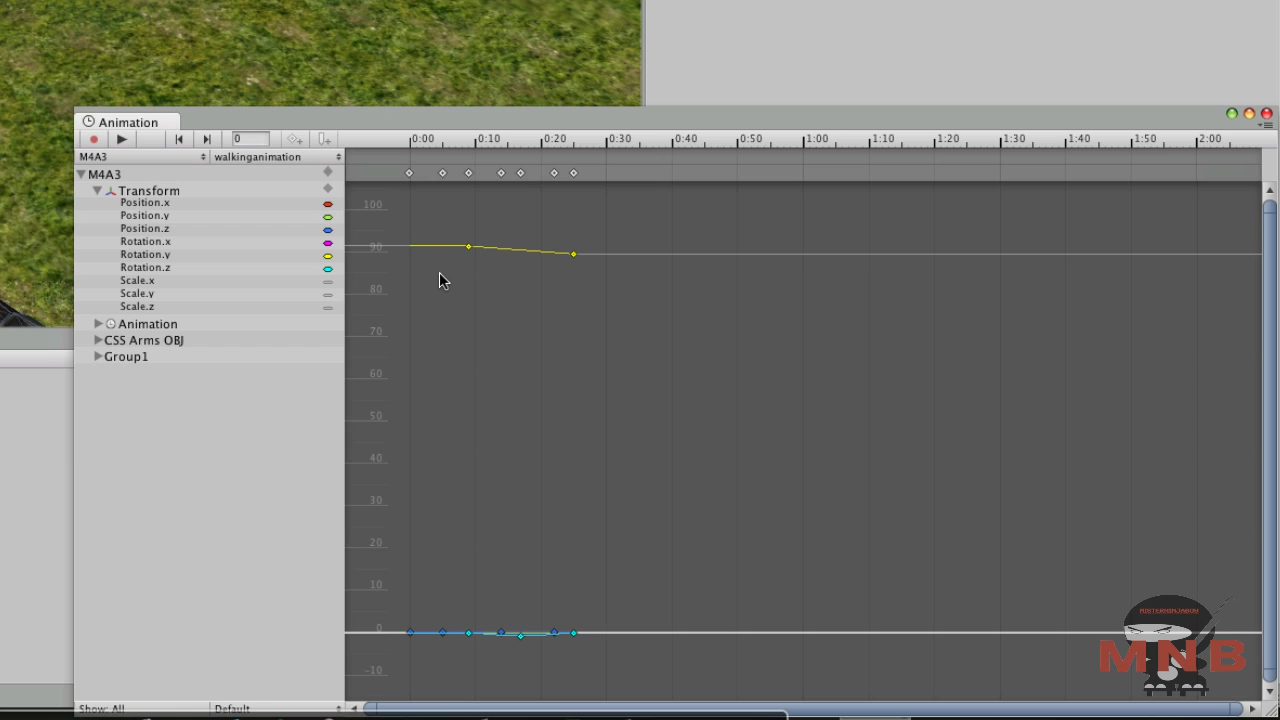 Animation
0
0:00 0:10 0:20 0:30 0:40 0:50 1:00 1:10 1:20 1:30 1:40 1:50 2:00
M4A3 walkinganimation
M4A3
Transform
Position.x
Position.y
Position.z
Rotation.x
Rotation.y
Rotation.z
Scale.x
Scale.y
Scale.z
Animation
CSS Arms OBJ
Group1
100
90
80
70
60
50
40
30
20
10
0
-10
MNB
Show: All Default